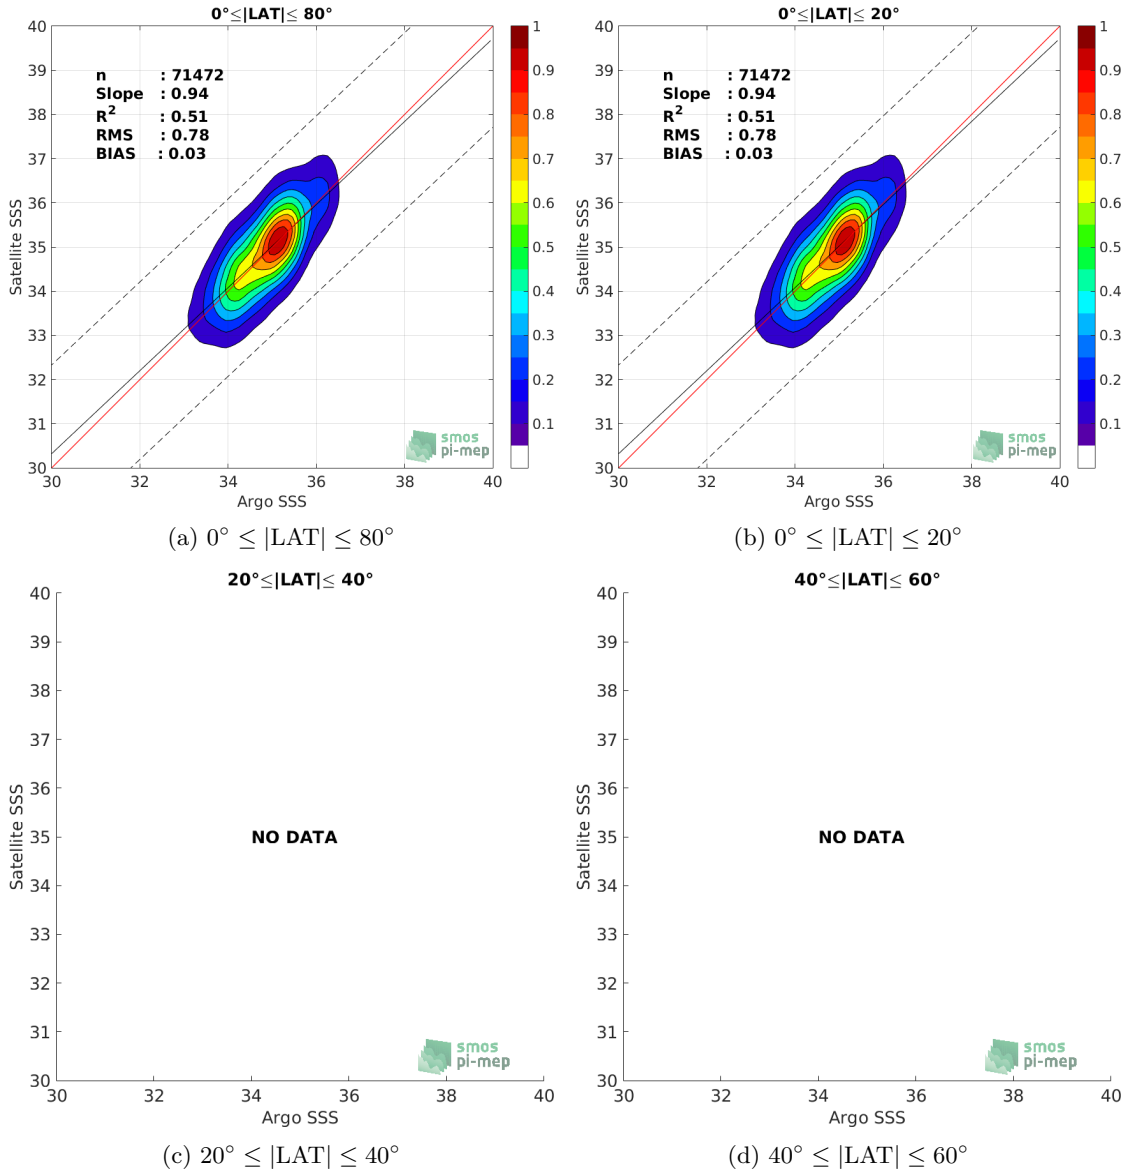 0°≤|LAT|≤ 80°
40
39
38
37
36
35
34
33
32
31
30
30
32
34
36
38
40
Satellite SSS
Argo SSS
n : 71472
Slope : 0.94
R² : 0.51
RMS : 0.78
BIAS : 0.03
1
0.9
0.8
0.7
0.6
0.5
0.4
0.3
0.2
0.1
smos
pi-mep
(a) 0° ≤ |LAT| ≤ 80°
0°≤|LAT|≤ 20°
40
39
38
37
36
35
34
33
32
31
30
30
32
34
36
38
40
Satellite SSS
Argo SSS
n : 71472
Slope : 0.94
R² : 0.51
RMS : 0.78
BIAS : 0.03
1
0.9
0.8
0.7
0.6
0.5
0.4
0.3
0.2
0.1
smos
pi-mep
(b) 0° ≤ |LAT| ≤ 20°
20°≤|LAT|≤ 40°
40
39
38
37
36
35
34
33
32
31
30
30
32
34
36
38
40
Satellite SSS
Argo SSS
NO DATA
smos
pi-mep
(c) 20° ≤ |LAT| ≤ 40°
40°≤|LAT|≤ 60°
40
39
38
37
36
35
34
33
32
31
30
30
32
34
36
38
40
Satellite SSS
Argo SSS
NO DATA
smos
pi-mep
(d) 40° ≤ |LAT| ≤ 60°